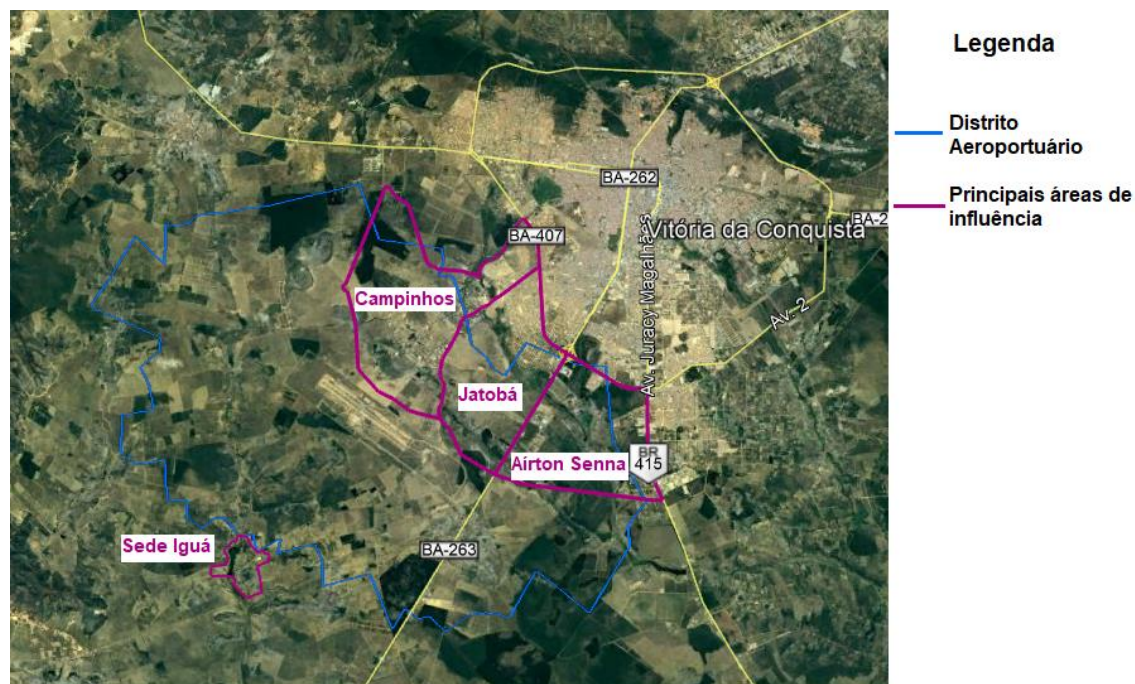 Legenda
Distrito
Aeroportuário
Principais áreas de
influência
BA-262
Vitória da Conquista
BA-2
BA-407
Av. Juracy Magalhães
Av. 2
Campinhos
Jatobá
Aírton Senna
BR
415
Sede Iguá
BA-263